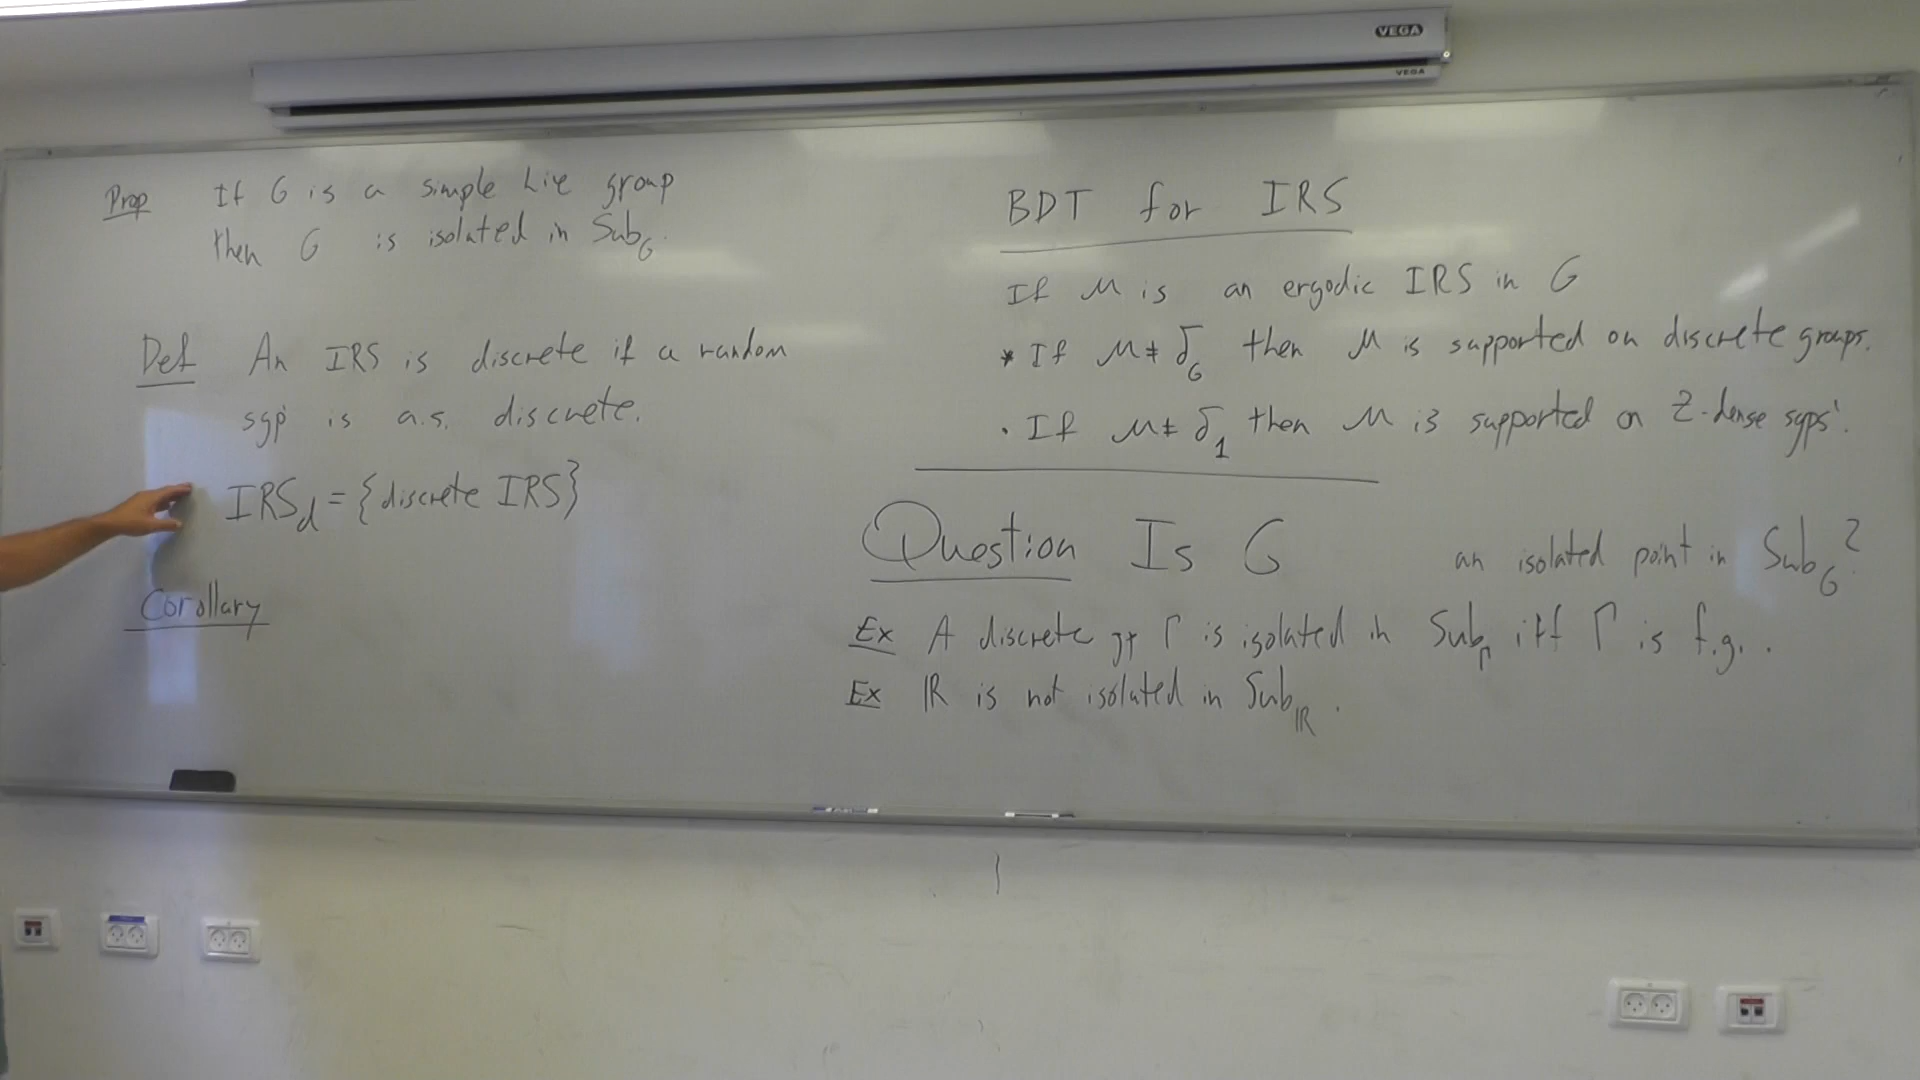 VEGA
VEGA
Prop If G is a simple Lie group
then G is isolated in Sub_G.
Def An IRS is discrete if a random
sgp is a.s. discrete.
IRS_d = {discrete IRS}
Corollary
BDT for IRS
If μ is an ergodic IRS in G
* If μ ≠ δ_G then μ is supported on discrete groups.
· If μ ≠ δ_1 then μ is supported on Z-dense sgps'.
Question Is G an isolated point in Sub_G?
Ex A discrete gp Γ is isolated in Sub_Γ iff Γ is f.g..
Ex ℝ is not isolated in Sub_ℝ.